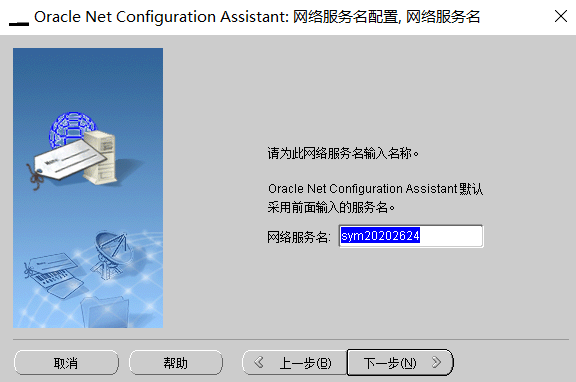 Oracle Net Configuration Assistant: 网络服务名配置, 网络服务名
请为此网络服务名输入名称。
Oracle Net Configuration Assistant 默认
采用前面输入的服务名。
网络服务名: sym20202624
取消 帮助 上一步(B) 下一步(N)